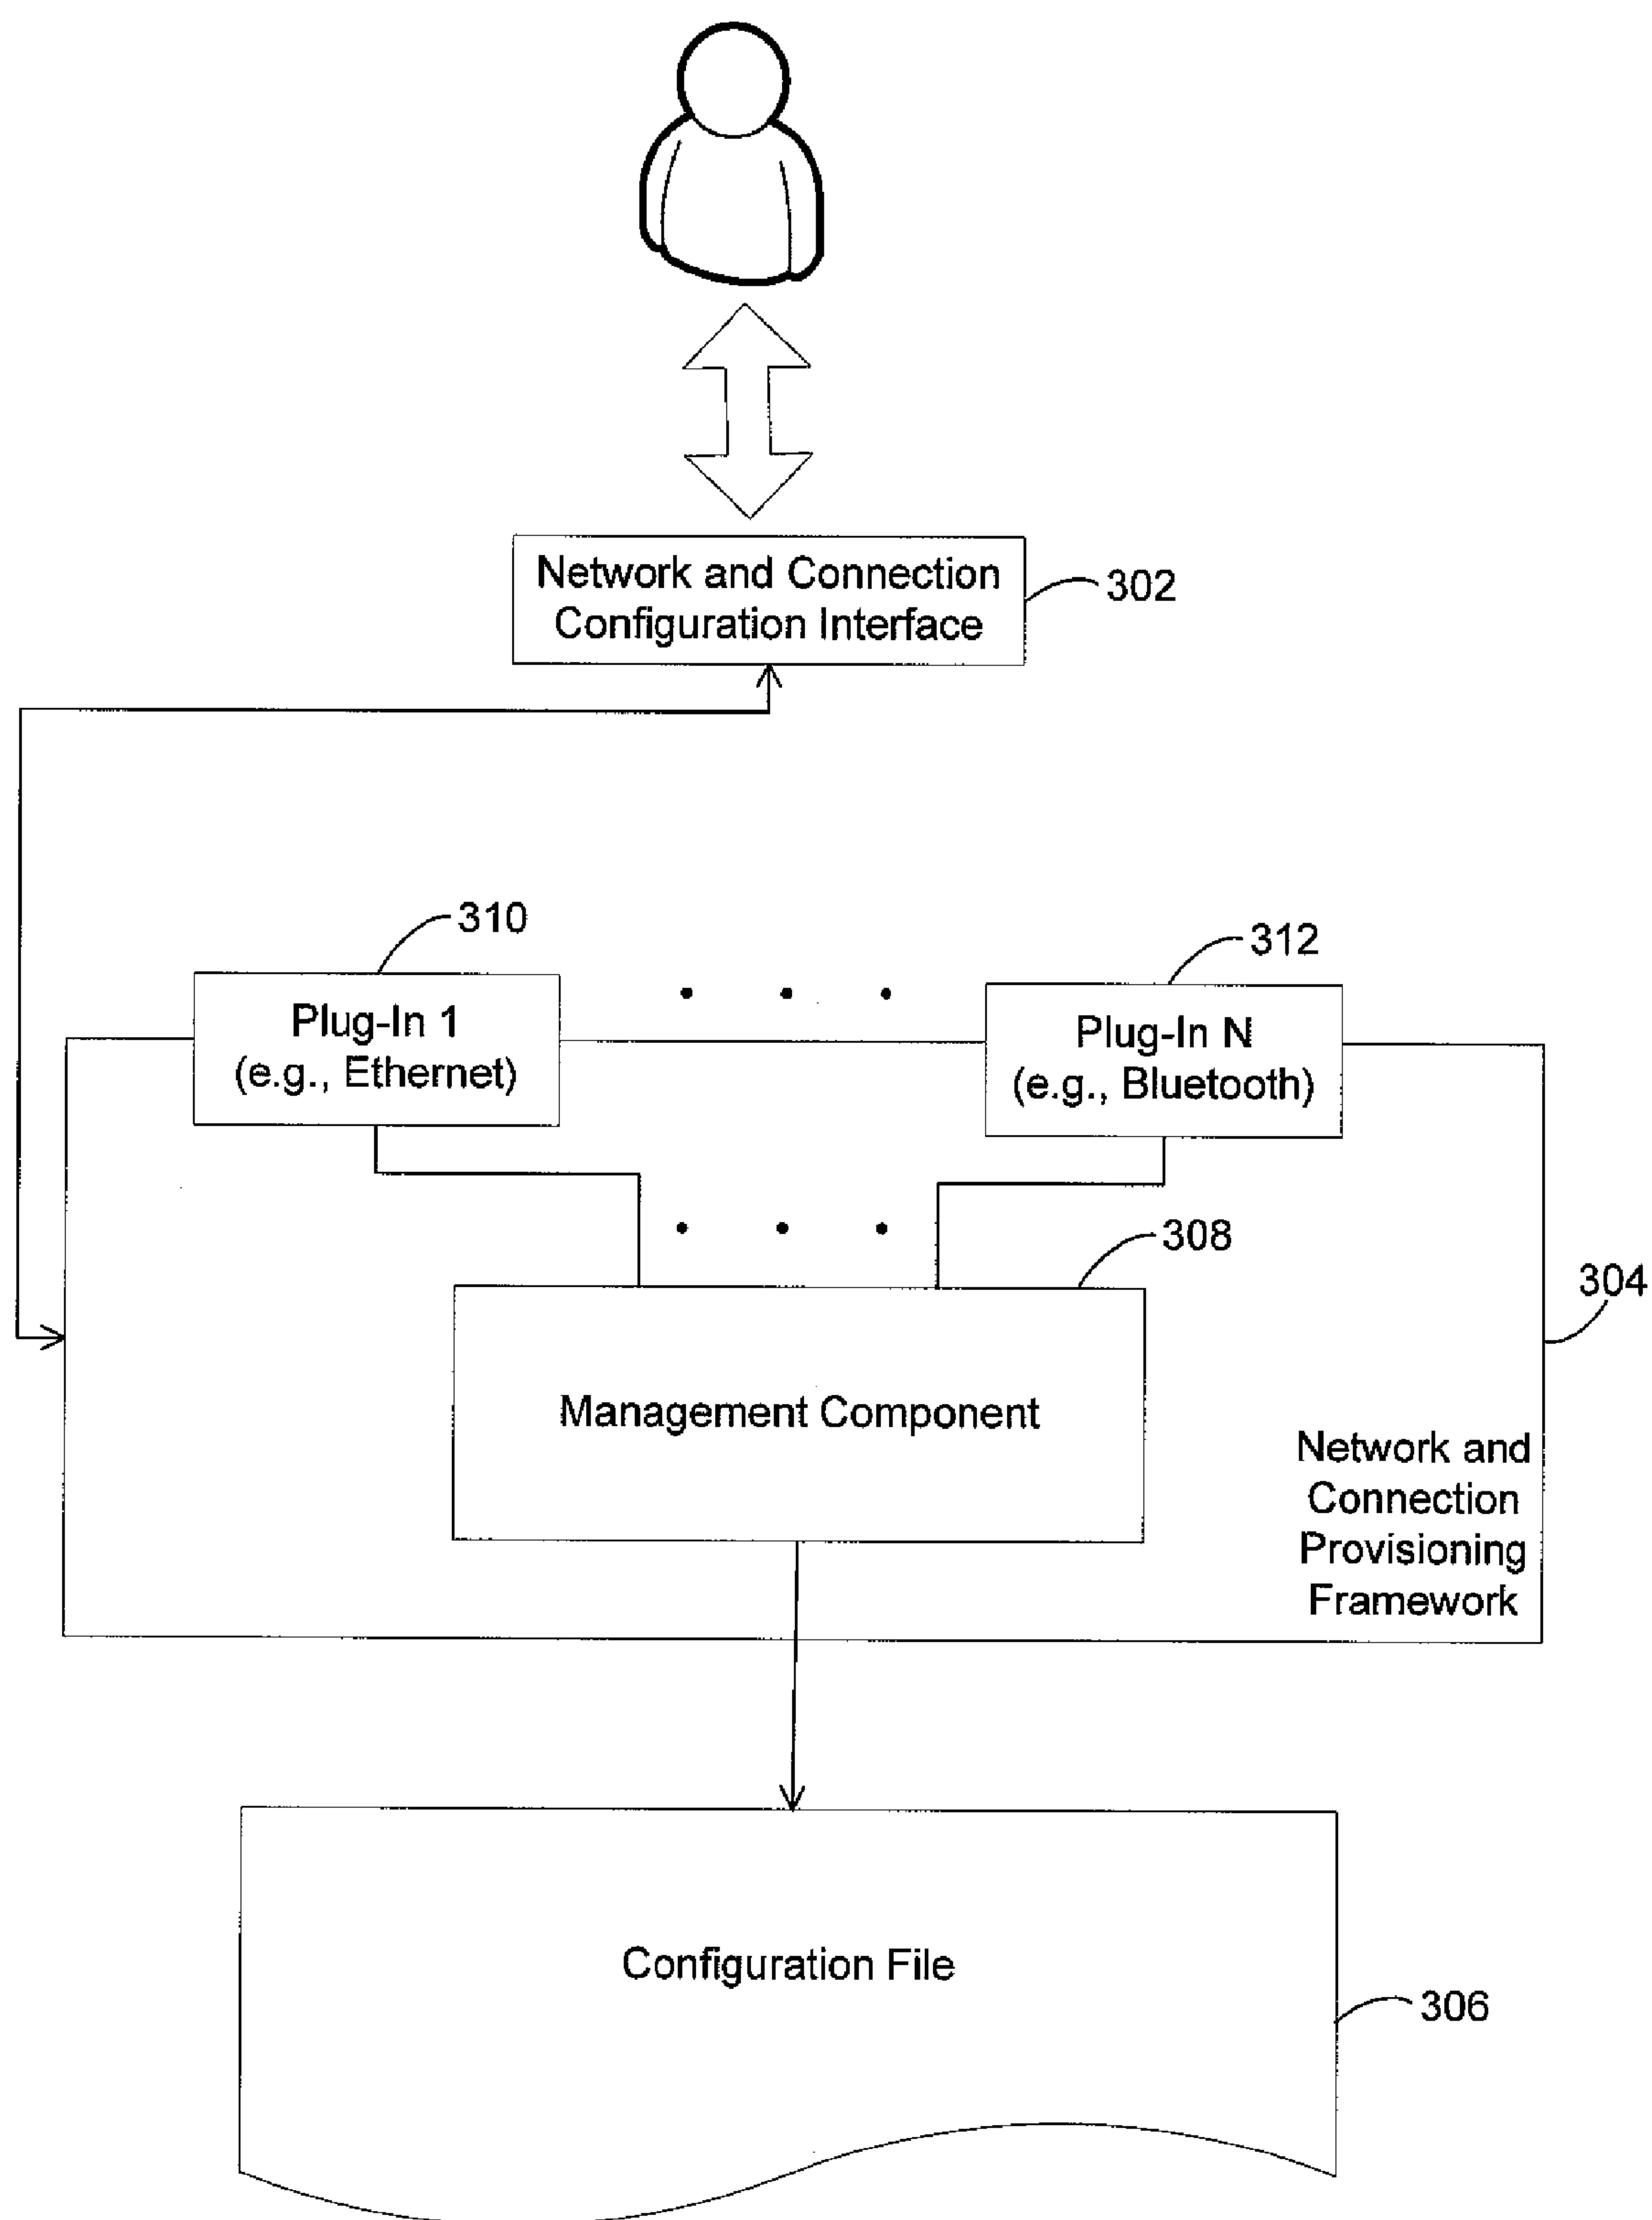 Network and Connection
Configuration Interface
302
310
312
Plug-In 1
(e.g., Ethernet)
Plug-In N
(e.g., Bluetooth)
308
304
Management Component
Network and
Connection
Provisioning
Framework
Configuration File
306